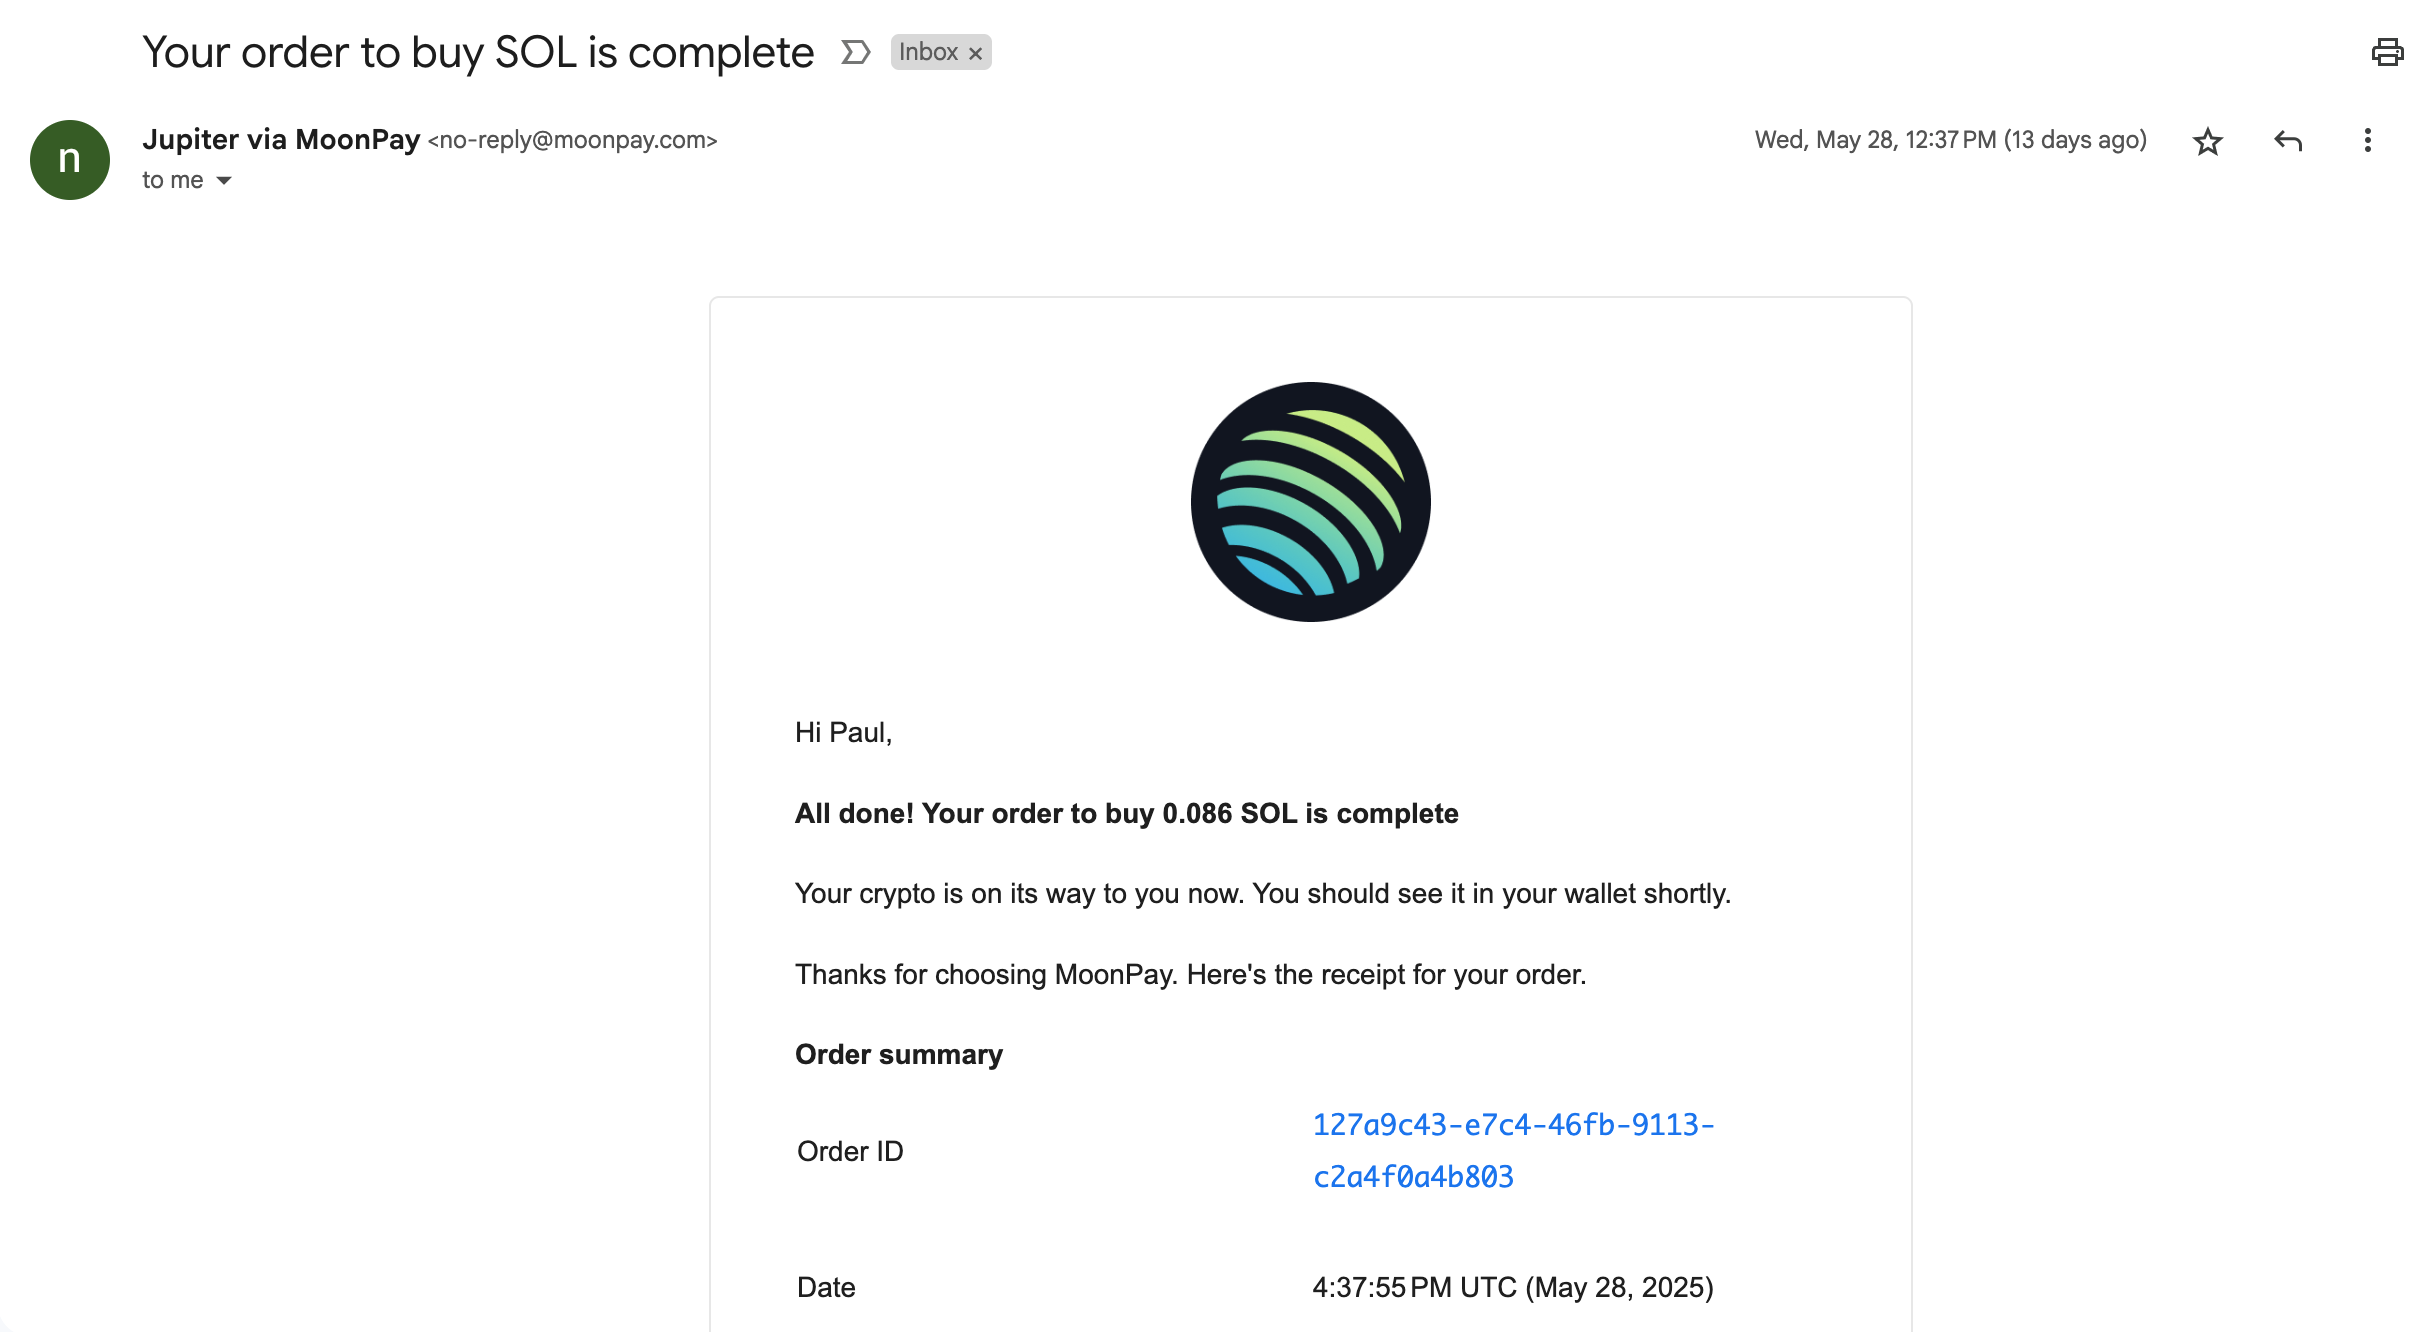 Your order to buy SOL is complete
Inbox ×
Jupiter via MoonPay <no-reply@moonpay.com>
Wed, May 28, 12:37 PM (13 days ago)
n
to me
Hi Paul,
All done! Your order to buy 0.086 SOL is complete
Your crypto is on its way to you now. You should see it in your wallet shortly.
Thanks for choosing MoonPay. Here's the receipt for your order.
Order summary
Order ID
127a9c43-e7c4-46fb-9113-
c2a4f0a4b803
Date
4:37:55 PM UTC (May 28, 2025)